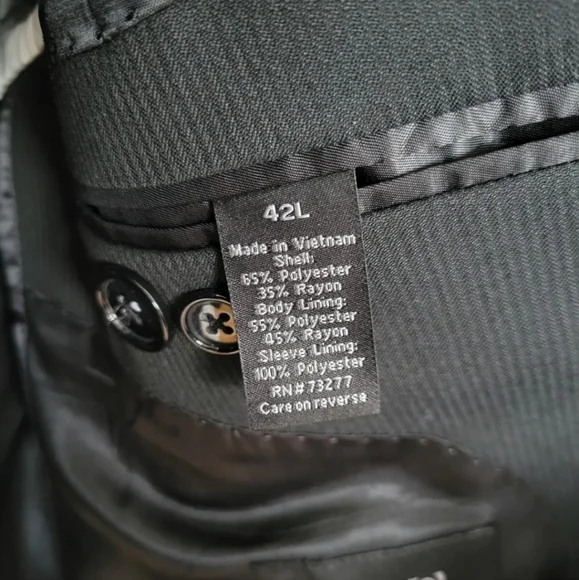 42L
Made in Vietnam
Shell:
65% Polyester
35% Rayon
Body Lining:
55% Polyester
45% Rayon
Sleeve Lining:
100% Polyester
RN#73277
Care on reverse